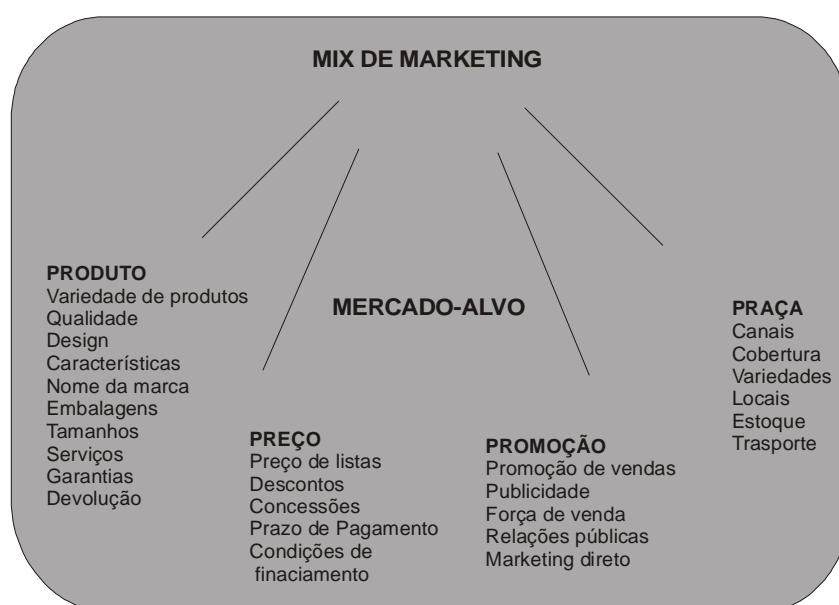 MIX DE MARKETING
PRODUTO
Variedade de produtos
Qualidade
Design
Características
Nome da marca
Embalagens
Tamanhos
Serviços
Garantias
Devolução
MERCADO-ALVO
PREÇO
Preço de listas
Descontos
Concessões
Prazo de Pagamento
Condições de
finaciamento
PROMOÇÃO
Promoção de vendas
Publicidade
Força de venda
Relações públicas
Marketing direto
PRAÇA
Canais
Cobertura
Variedades
Locais
Estoque
Trasporte